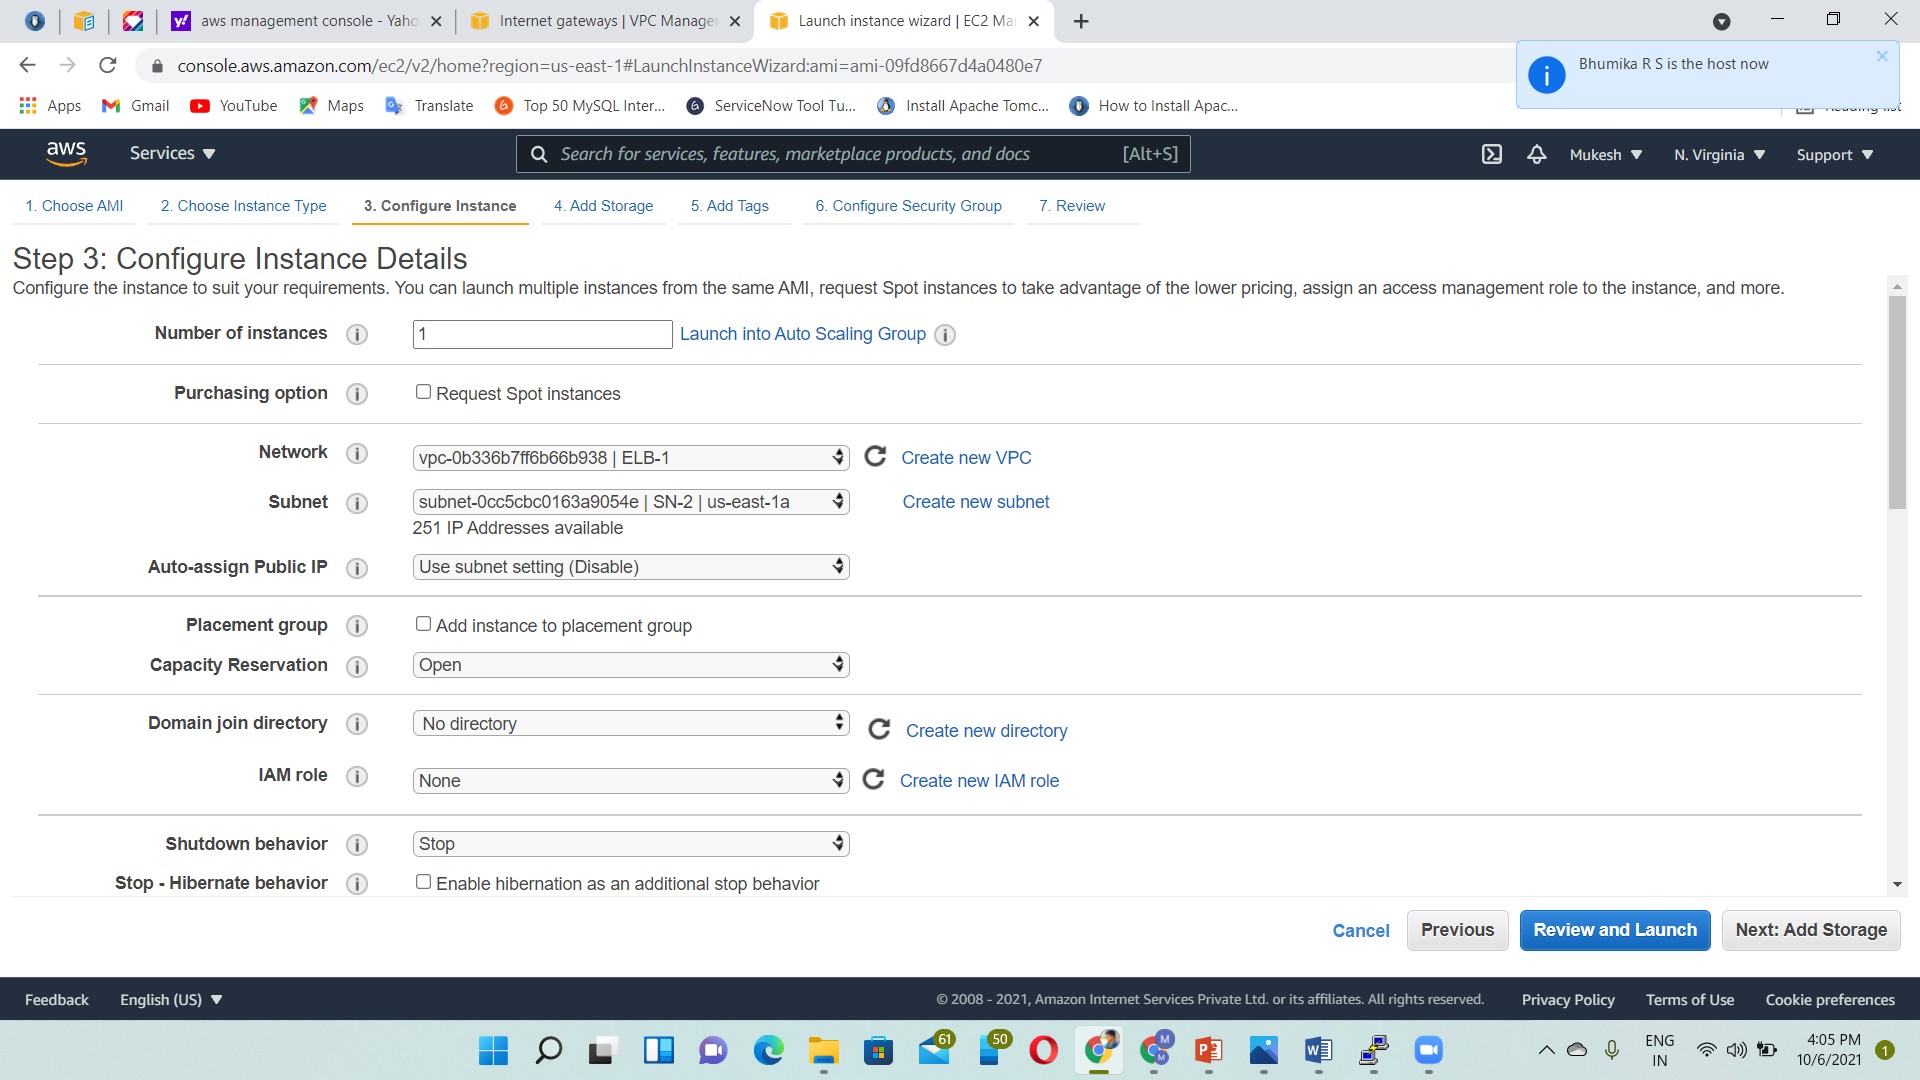 aws management console - Yaho
Internet gateways | VPC Manage
Launch instance wizard | EC2 Ma
console.aws.amazon.com/ec2/v2/home?region=us-east-1#LaunchInstanceWizard:ami=ami-09fd8667d4a0480e7
Bhumika R S is the host now
Apps
Gmail
YouTube
Maps
Translate
Top 50 MySQL Inter...
ServiceNow Tool Tu...
Install Apache Tomc...
How to Install Apac...
aws
Services
Search for services, features, marketplace products, and docs
[Alt+S]
Mukesh
N. Virginia
Support
1. Choose AMI
2. Choose Instance Type
3. Configure Instance
4. Add Storage
5. Add Tags
6. Configure Security Group
7. Review
Step 3: Configure Instance Details
Configure the instance to suit your requirements. You can launch multiple instances from the same AMI, request Spot instances to take advantage of the lower pricing, assign an access management role to the instance, and more.
Number of instances
1
Launch into Auto Scaling Group
Purchasing option
Request Spot instances
Network
vpc-0b336b7ff6b66b938 | ELB-1
Create new VPC
Subnet
subnet-0cc5cbc0163a9054e | SN-2 | us-east-1a
Create new subnet
251 IP Addresses available
Auto-assign Public IP
Use subnet setting (Disable)
Placement group
Add instance to placement group
Capacity Reservation
Open
Domain join directory
No directory
Create new directory
IAM role
None
Create new IAM role
Shutdown behavior
Stop
Stop - Hibernate behavior
Enable hibernation as an additional stop behavior
Cancel
Previous
Review and Launch
Next: Add Storage
Feedback
English (US)
© 2008 - 2021, Amazon Internet Services Private Ltd. or its affiliates. All rights reserved.
Privacy Policy
Terms of Use
Cookie preferences
61
50
ENG
IN
4:05 PM
10/6/2021
1